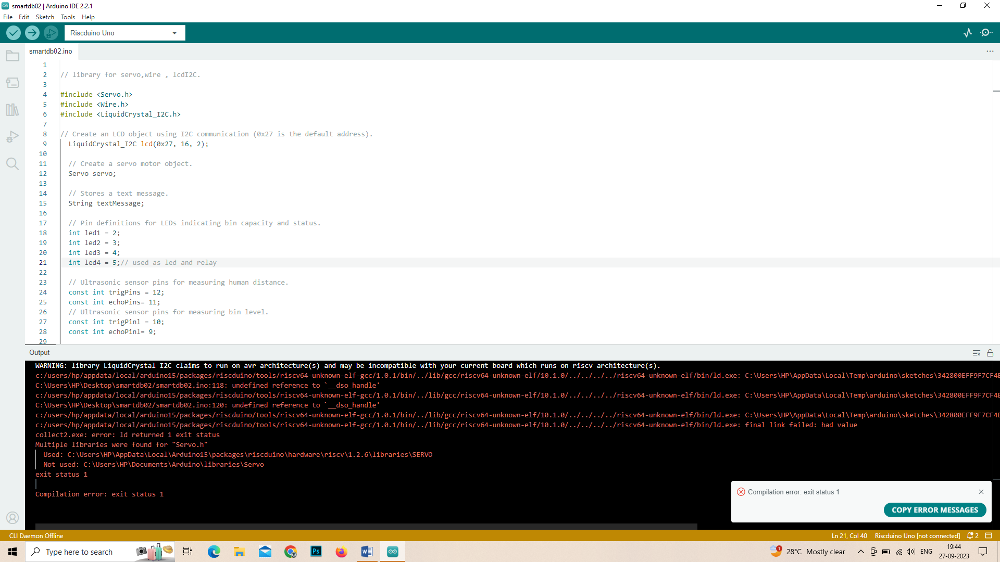 smartdb02 | Arduino IDE 2.2.1
File Edit Sketch Tools Help
Riscduino Uno
smartdb02.ino
1
2 // library for servo,wire , lcdI2C.
3
4 #include <Servo.h>
5 #include <Wire.h>
6 #include <LiquidCrystal_I2C.h>
7
8 // Create an LCD object using I2C communication (0x27 is the default address).
9 LiquidCrystal_I2C lcd(0x27, 16, 2);
10
11 // Create a servo motor object.
12 Servo servo;
13
14 // Stores a text message.
15 String textMessage;
16
17 // Pin definitions for LEDs indicating bin capacity and status.
18 int led1 = 2;
19 int led2 = 3;
20 int led3 = 4;
21 int led4 = 5;// used as led and relay
22
23 // Ultrasonic sensor pins for measuring human distance.
24 const int trigPins = 12;
25 const int echoPins= 11;
26 // Ultrasonic sensor pins for measuring bin level.
27 const int trigPinl = 10;
28 const int echoPinl= 9;
29
Output
WARNING: library LiquidCrystal I2C claims to run on avr architecture(s) and may be incompatible with your current board which runs on riscv architecture(s).
c:/users/hp/appdata/local/arduino15/packages/riscduino/tools/riscv64-unknown-elf-gcc/1.0.1/bin/../lib/gcc/riscv64-unknown-elf/10.1.0/../../../../riscv64-unknown-elf/bin/ld.exe: C:\Users\HP\AppData\Local\Temp\arduino\sketches\342800EFF9F7CF4E
C:\Users\HP\Desktop\smartdb02/smartdb02.ino:118: undefined reference to `__dso_handle'
c:/users/hp/appdata/local/arduino15/packages/riscduino/tools/riscv64-unknown-elf-gcc/1.0.1/bin/../lib/gcc/riscv64-unknown-elf/10.1.0/../../../../riscv64-unknown-elf/bin/ld.exe: C:\Users\HP\AppData\Local\Temp\arduino\sketches\342800EFF9F7CF4E
C:\Users\HP\Desktop\smartdb02/smartdb02.ino:120: undefined reference to `__dso_handle'
c:/users/hp/appdata/local/arduino15/packages/riscduino/tools/riscv64-unknown-elf-gcc/1.0.1/bin/../lib/gcc/riscv64-unknown-elf/10.1.0/../../../../riscv64-unknown-elf/bin/ld.exe: C:\Users\HP\AppData\Local\Temp\arduino\sketches\342800EFF9F7CF4E
c:/users/hp/appdata/local/arduino15/packages/riscduino/tools/riscv64-unknown-elf-gcc/1.0.1/bin/../lib/gcc/riscv64-unknown-elf/10.1.0/../../../../riscv64-unknown-elf/bin/ld.exe: final link failed: bad value
collect2.exe: error: ld returned 1 exit status
Multiple libraries were found for "Servo.h"
Used: C:\Users\HP\AppData\Local\Arduino15\packages\riscduino\hardware\riscv\1.2.6\libraries\SERVO
Not used: C:\Users\HP\Documents\Arduino\libraries\Servo
exit status 1
Compilation error: exit status 1
Compilation error: exit status 1
COPY ERROR MESSAGES
CLI Daemon Offline
Ln 21, Col 40 Riscduino Uno [not connected] 2
Type here to search
Ps
1
28°C Mostly clear
ENG
19:44
27-09-2023